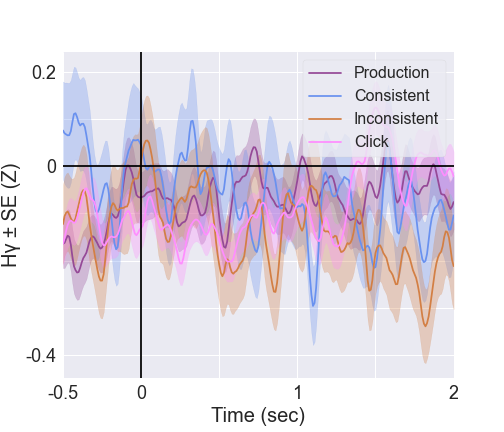 Production
Consistent
Inconsistent
Click
0.2
0
-0.4
Hγ ± SE (Z)
-0.5
0
1
2
Time (sec)